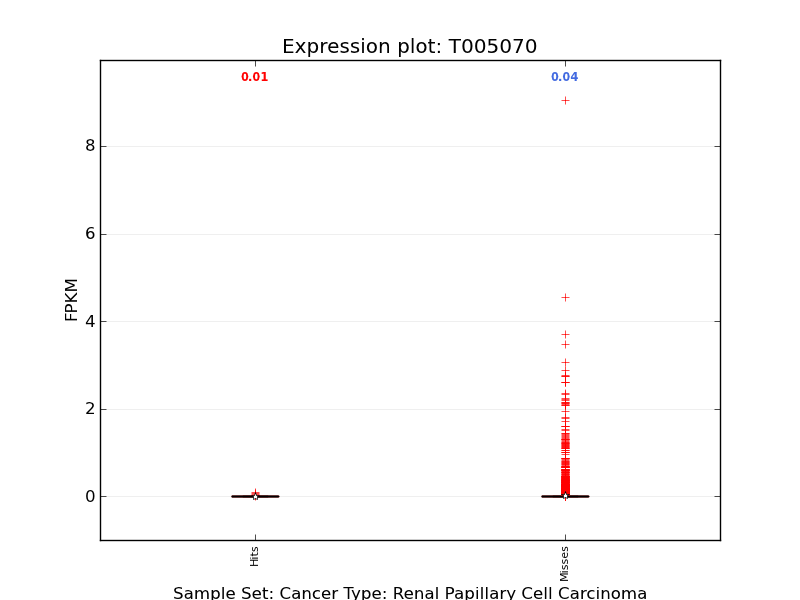 Expression plot: T005070
0.01
0.04
8
6
4
2
0
FPKM
Hits
Misses
Sample Set: Cancer Type: Renal Papillary Cell Carcinoma